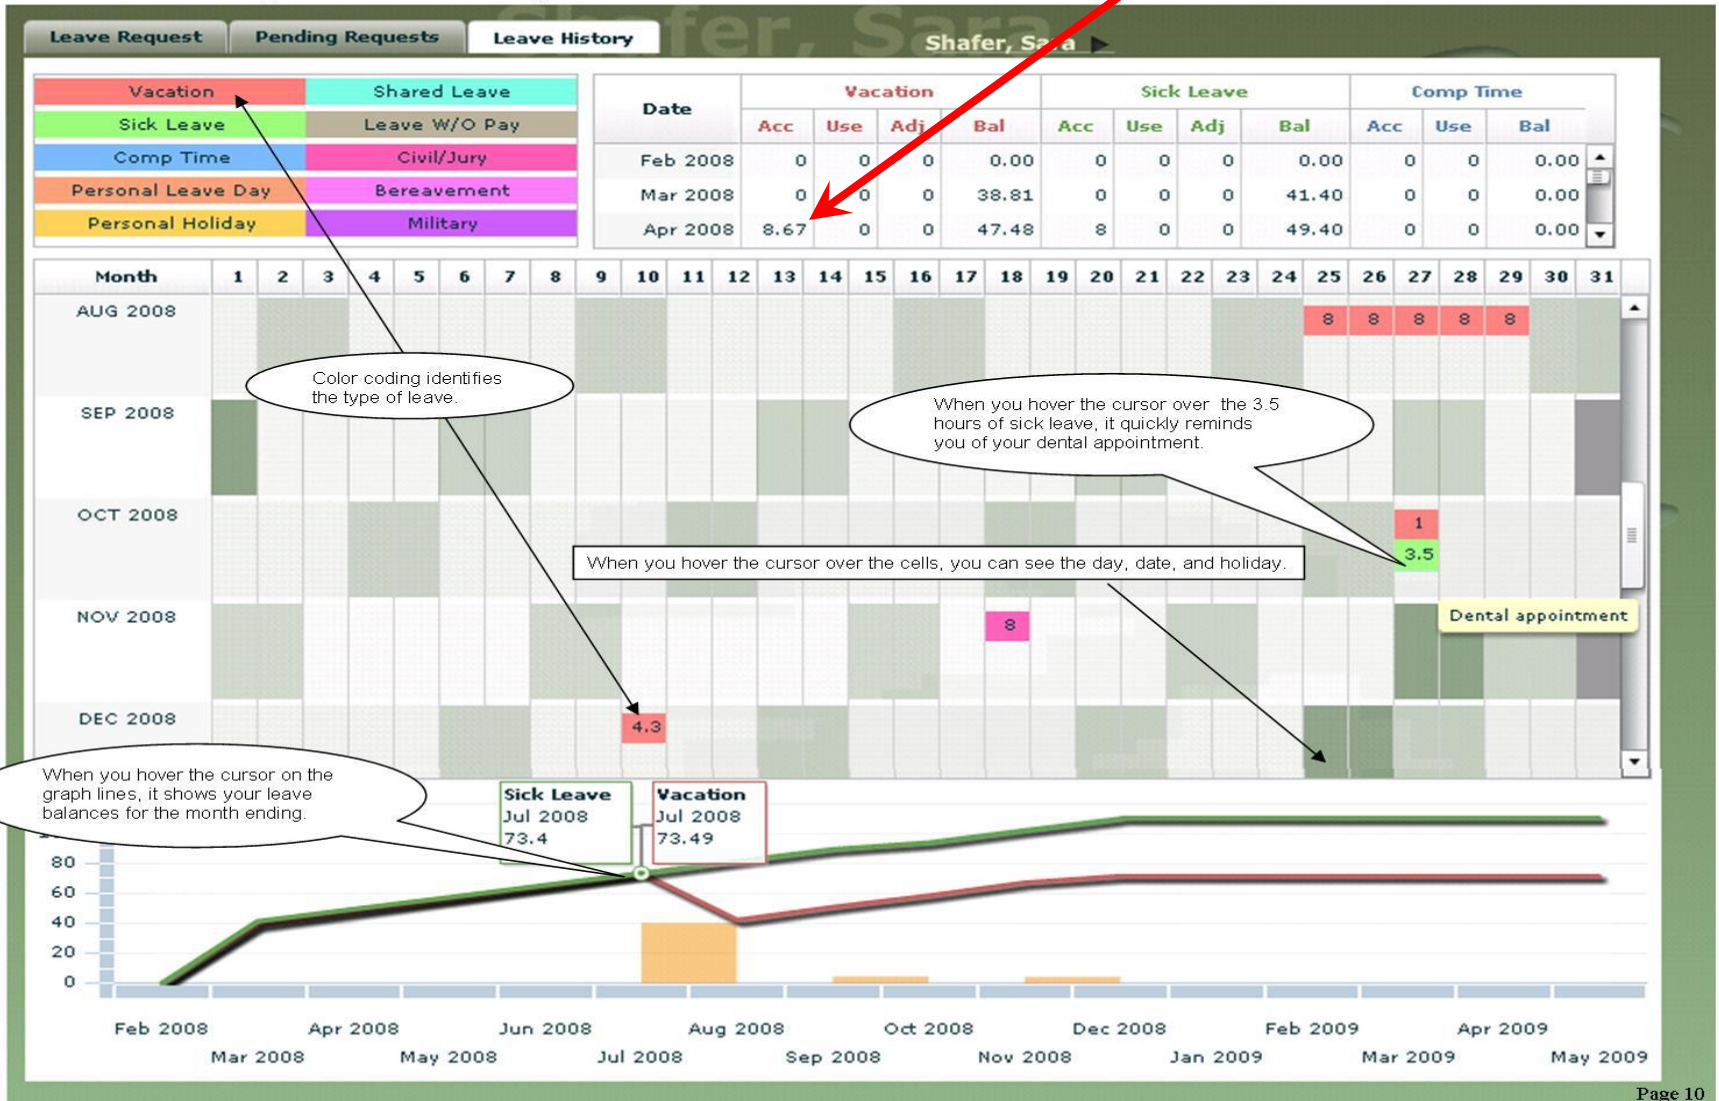 Shafer, Sara
Leave Request Pending Requests Leave History
Shafer, Sara
Vacation Shared Leave
Sick Leave Leave W/O Pay
Comp Time Civil/Jury
Personal Leave Day Bereavement
Personal Holiday Military
Date Vacation Sick Leave Comp Time
Acc Use Adj Bal Acc Use Adj Bal Acc Use Bal
Feb 2008 0 0 0 0.00 0 0 0 0.00 0 0 0.00
Mar 2008 0 0 0 38.81 0 0 0 41.40 0 0 0.00
Apr 2008 8.67 0 0 47.48 8 0 0 49.40 0 0 0.00
Month 1 2 3 4 5 6 7 8 9 10 11 12 13 14 15 16 17 18 19 20 21 22 23 24 25 26 27 28 29 30 31
AUG 2008 8 8 8 8 8
Color coding identifies
the type of leave.
SEP 2008
When you hover the cursor over the 3.5
hours of sick leave, it quickly reminds
you of your dental appointment.
OCT 2008 1
3.5
When you hover the cursor over the cells, you can see the day, date, and holiday.
NOV 2008 8
Dental appointment
DEC 2008 4.3
When you hover the cursor on the
graph lines, it shows your leave
balances for the month ending.
Sick Leave
Jul 2008
73.4
Vacation
Jul 2008
73.49
80
60
40
20
0
Feb 2008 Apr 2008 Jun 2008 Aug 2008 Oct 2008 Dec 2008 Feb 2009 Apr 2009
Mar 2008 May 2008 Jul 2008 Sep 2008 Nov 2008 Jan 2009 Mar 2009 May 2009
Page 10